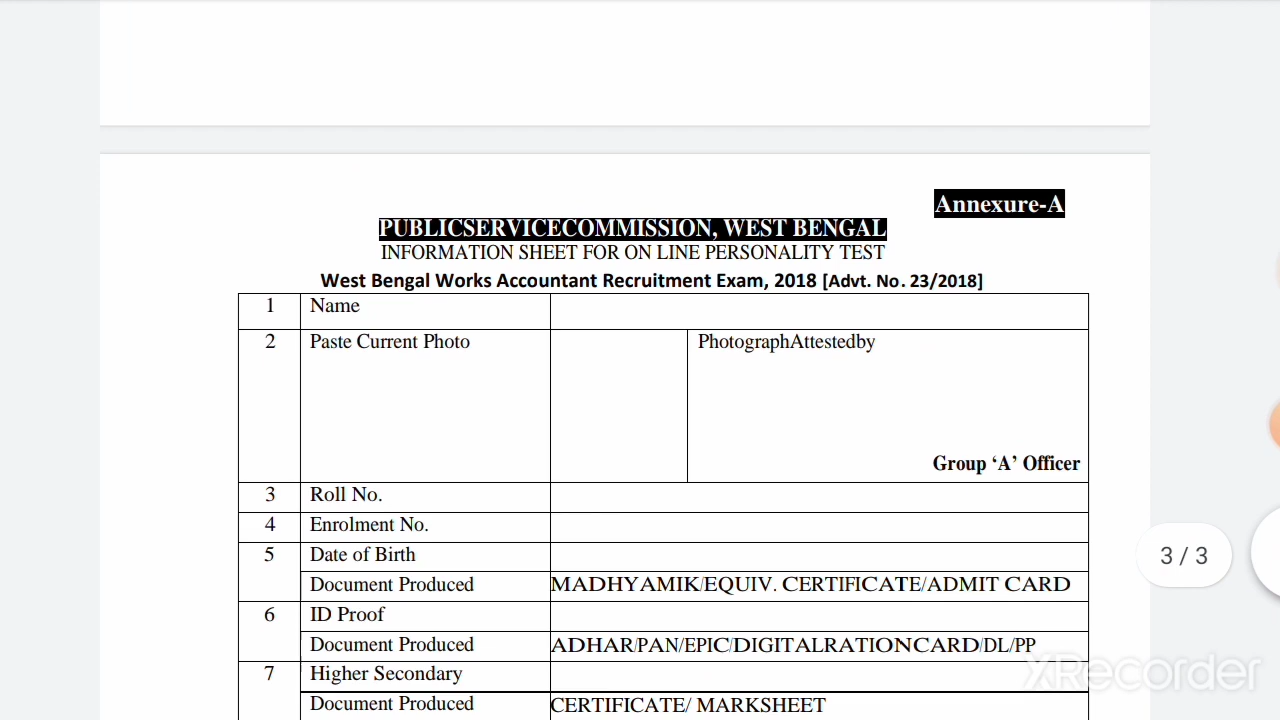 Annexure-A
PUBLICSERVICECOMMISSION, WEST BENGAL
INFORMATION SHEET FOR ON LINE PERSONALITY TEST
West Bengal Works Accountant Recruitment Exam, 2018 [Advt. No. 23/2018]
1 Name
2 Paste Current Photo PhotographAttestedby
Group ‘A’ Officer
3 Roll No.
4 Enrolment No.
5 Date of Birth
Document Produced MADHYAMIK/EQUIV. CERTIFICATE/ADMIT CARD
3 / 3
6 ID Proof
Document Produced ADHAR/PAN/EPIC/DIGITALRATIONCARD/DL/PP
7 Higher Secondary
Document Produced CERTIFICATE/ MARKSHEET
XRecorder